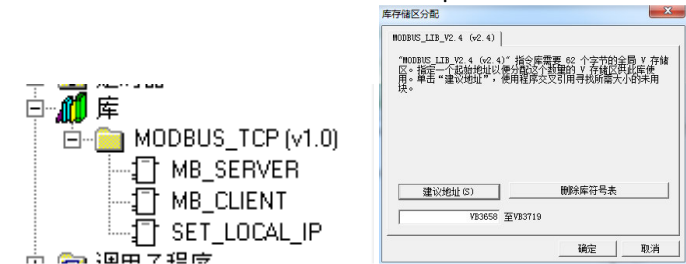 库
MODBUS_TCP (v1.0)
MB_SERVER
MB_CLIENT
SET_LOCAL_IP
调用子程序
库存储区分配
MODBUS_LIB_V2.4 (v2.4)
“MODBUS_LIB_V2.4 (v2.4)” 指令库需要 62 个字节的全局 V 存储
区。指定一个起始地址以便分配这个数量的 V 存储区供此库使
用。单击“建议地址”，使用程序交叉引用寻找所需大小的未用
块。
建议地址(S)
删除库符号表
VB3658 至VB3719
确定
取消